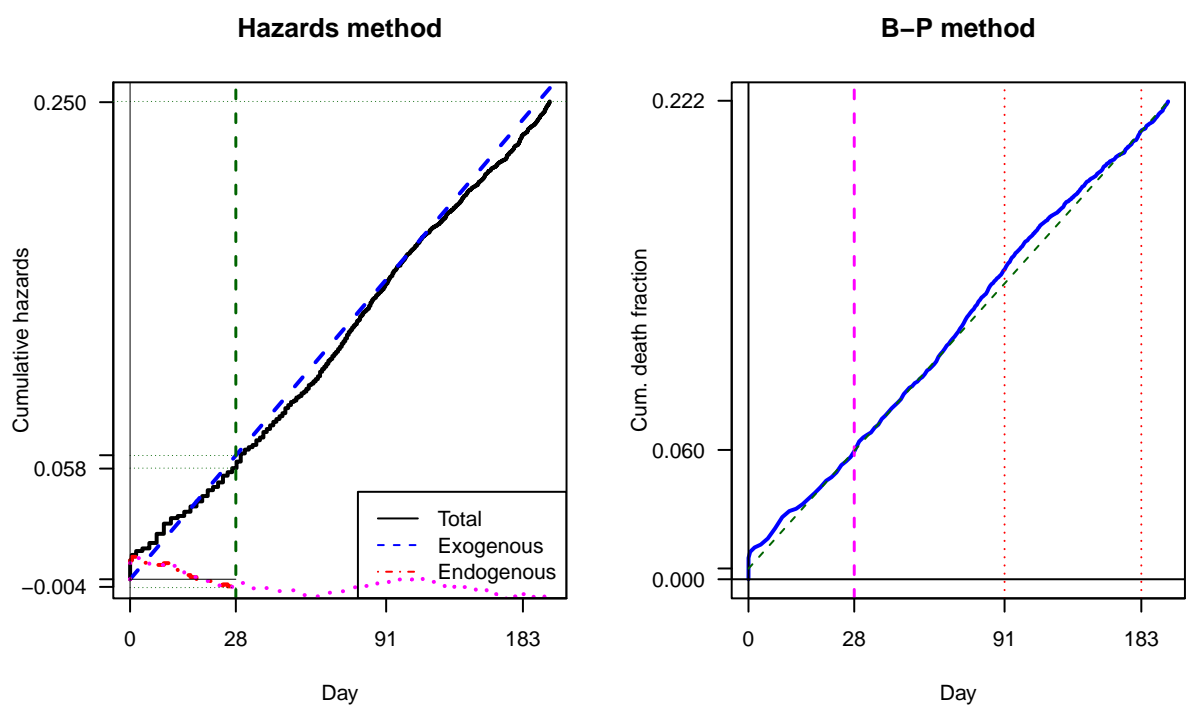 Hazards method
Cumulative hazards
0.250
0.058
−0.004
Total
Exogenous
Endogenous
0 28 91 183
Day
B−P method
Cum. death fraction
0.222
0.060
0.000
0 28 91 183
Day